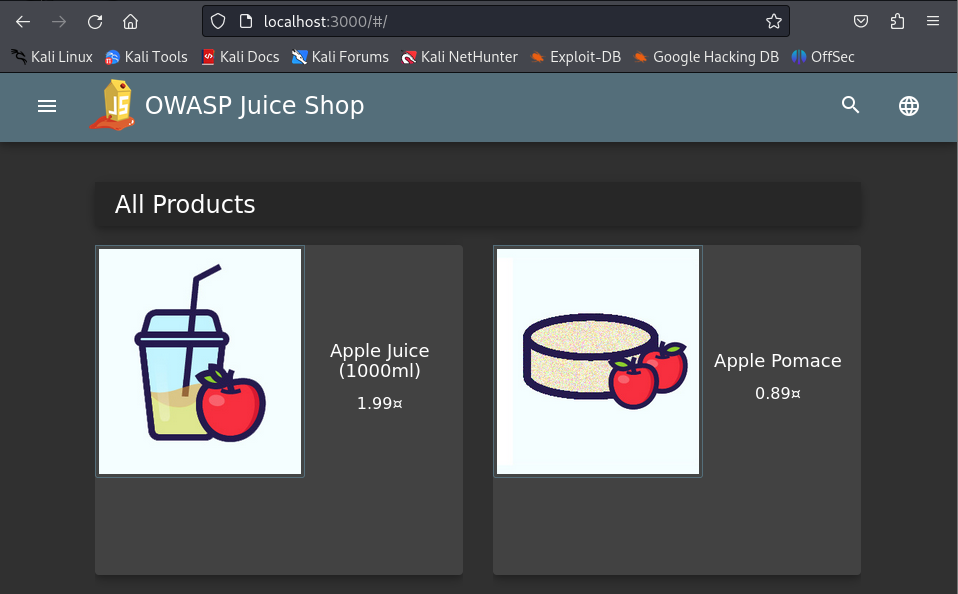 localhost:3000/#/
Kali Linux Kali Tools Kali Docs Kali Forums Kali NetHunter Exploit-DB Google Hacking DB OffSec
JS OWASP Juice Shop
All Products
Apple Juice
(1000ml)
1.99¤
Apple Pomace
0.89¤